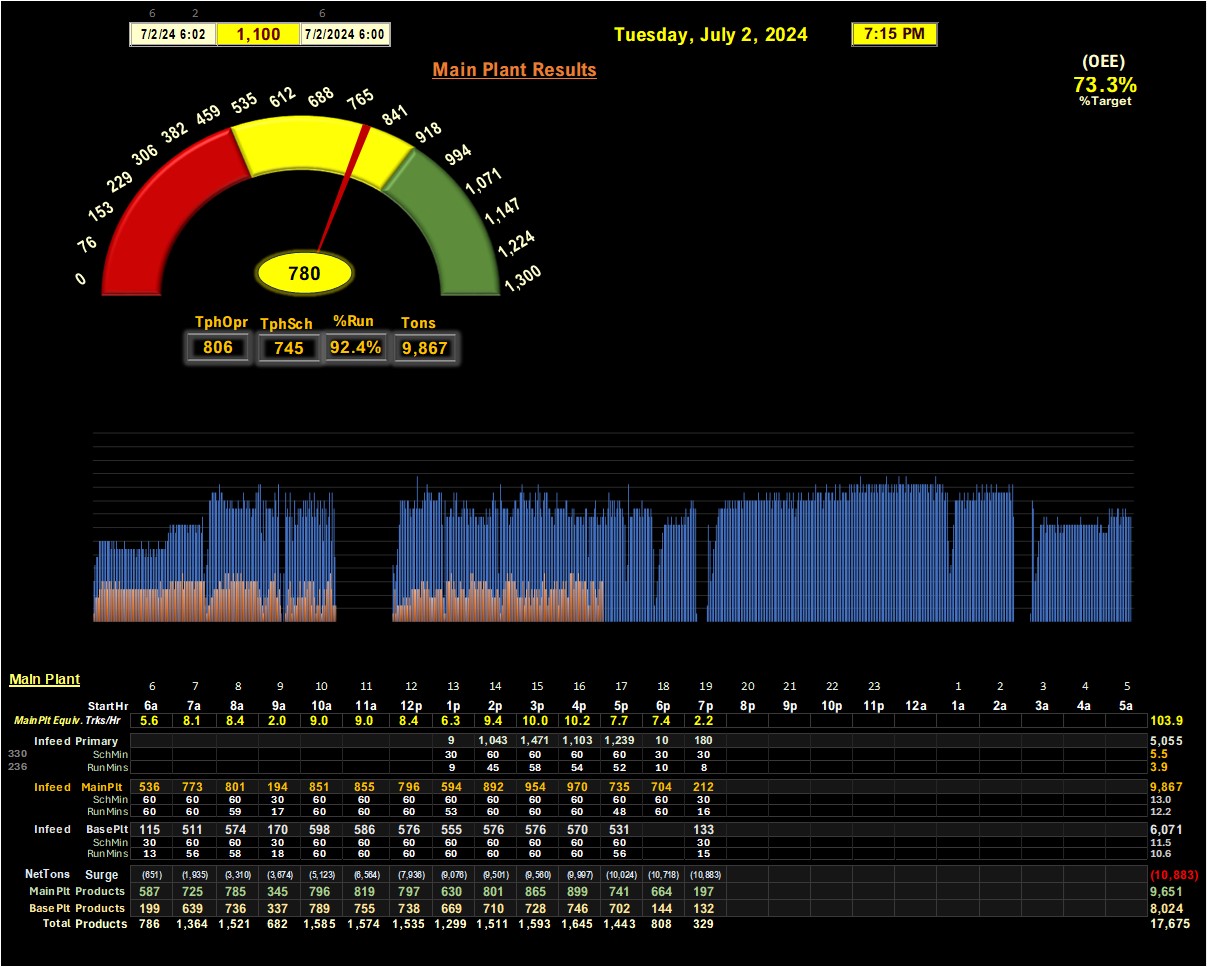 6 2 6
7/2/24 6:02 1,100 7/2/2024 6:00
Tuesday, July 2, 2024
7:15 PM
(OEE)
73.3%
%Target
Main Plant Results
0
76
153
229
306
382
459
535
612
688
765
841
918
994
1,071
1,147
1,224
1,300
780
TphOpr TphSch %Run Tons
806 745 92.4% 9,867
Main Plant
6 7 8 9 10 11 12 13 14 15 16 17 18 19 20 21 22 23 1 2 3 4 5
StartHr 6a 7a 8a 9a 10a 11a 12p 1p 2p 3p 4p 5p 6p 7p 8p 9p 10p 11p 12a 1a 2a 3a 4a 5a
MainPlt Equiv. Trks/Hr 5.6 8.1 8.4 2.0 9.0 9.0 8.4 6.3 9.4 10.0 10.2 7.7 7.4 2.2 103.9
Infeed Primary 9 1,043 1,471 1,103 1,239 10 180 5,055
330 SchMin 30 60 60 60 60 30 30 5.5
236 RunMins 9 45 58 54 52 10 8 3.9
Infeed MainPlt 536 773 801 194 851 855 796 594 892 954 970 735 704 212 9,867
SchMin 60 60 60 30 60 60 60 60 60 60 60 60 60 30 13.0
RunMins 60 60 59 17 60 60 60 53 60 60 60 48 60 16 12.2
Infeed BasePlt 115 511 574 170 598 586 576 555 576 576 570 531 133 6,071
SchMin 30 60 60 30 60 60 60 60 60 60 60 60 30 11.5
RunMins 13 56 58 18 60 60 60 60 60 60 60 56 15 10.6
NetTons Surge (651) (1,935) (3,310) (3,674) (5,123) (6,564) (7,936) (9,076) (9,501) (9,560) (9,997) (10,024) (10,718) (10,883) (10,883)
MainPlt Products 587 725 785 345 796 819 797 630 801 865 899 741 664 197 9,651
BasePlt Products 199 639 736 337 789 755 738 669 710 728 746 702 144 132 8,024
Total Products 786 1,364 1,521 682 1,585 1,574 1,535 1,299 1,511 1,593 1,645 1,443 808 329 17,675